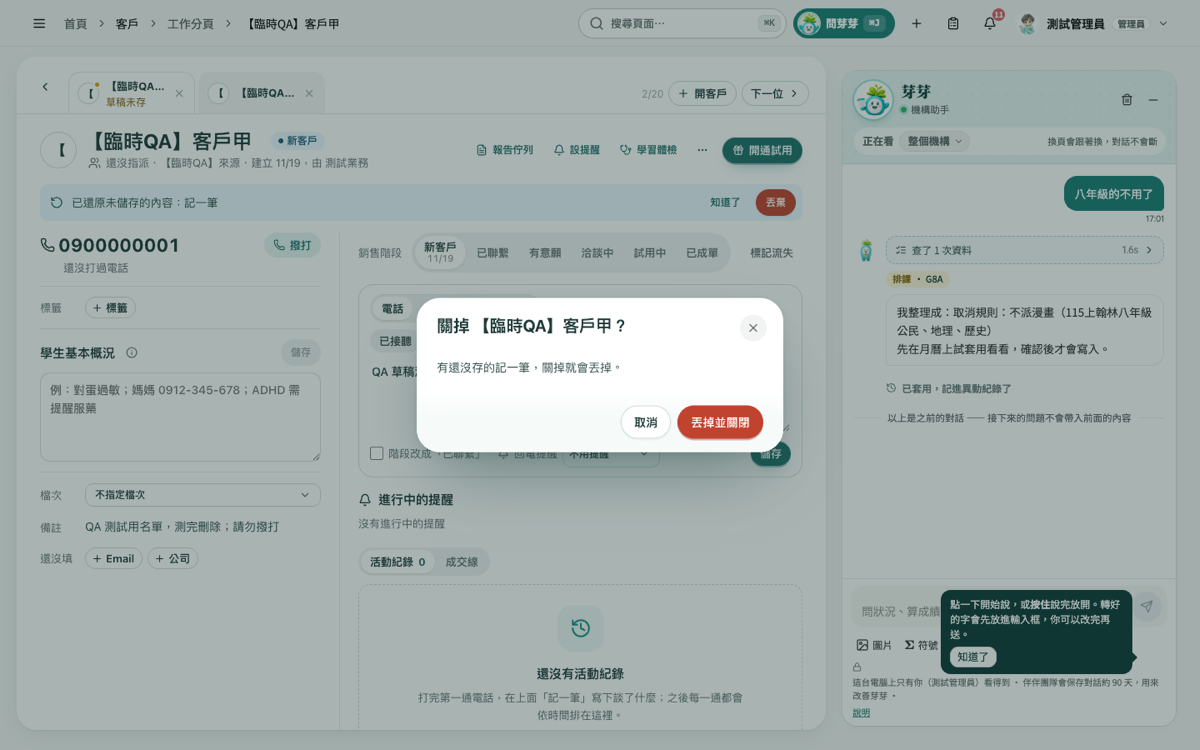 首頁
客戶
工作分頁
【臨時QA】客戶甲
搜尋頁面…
⌘K
問芽芽
⌘J
11
測試管理員
管理員
【
【臨時QA...
草稿未存
【
【臨時QA...
2/20
開客戶
下一位
【
【臨時QA】客戶甲
新客戶
還沒指派・【臨時QA】來源・建立 11/19，由 測試業務
報告佇列
設提醒
學習體檢
開通試用
已還原未儲存的內容：記一筆
知道了
丟棄
0900000001
撥打
還沒打過電話
標籤
標籤
學生基本概況
儲存
例：對蛋過敏；媽媽 0912-345-678；ADHD 需
提醒服藥
檔次
不指定檔次
備註
QA 測試用名單，測完刪除；請勿撥打
還沒填
Email
公司
銷售階段
新客戶
11/19
已聯繫
有意願
洽談中
試用中
已成單
標記流失
電話
已接聽
QA 草稿
關掉 【臨時QA】客戶甲？
有還沒存的記一筆，關掉就會丟掉。
取消
丟掉並關閉
階段改成「已聯繫」
回電提醒
不用提醒
儲存
進行中的提醒
沒有進行中的提醒
活動紀錄 0
成交線
還沒有活動紀錄
打完第一通電話，在上面「記一筆」寫下談了什麼；之後每一通都會
依時間排在這裡。
芽芽
機構助手
正在看
整個機構
換頁會跟著換，對話不會斷
八年級的不用了
17:01
查了 1 次資料
1.6s
排課 ・ G8A
我整理成：取消規則：不派漫畫（115上翰林八年級
公民、地理、歷史）
先在月曆上試套用看看，確認後才會寫入。
已套用，記進異動紀錄了
以上是之前的對話 —— 接下來的問題不會帶入前面的內容
問狀況、算成績
點一下開始說，或按住說完放開。轉好
的字會先放進輸入框，你可以改完再
送。
知道了
圖片
Σ 符號
這台電腦上只有你（測試管理員）看得到 ・ 伴伴團隊會保存對話約 90 天，用來
改善芽芽 ・
說明